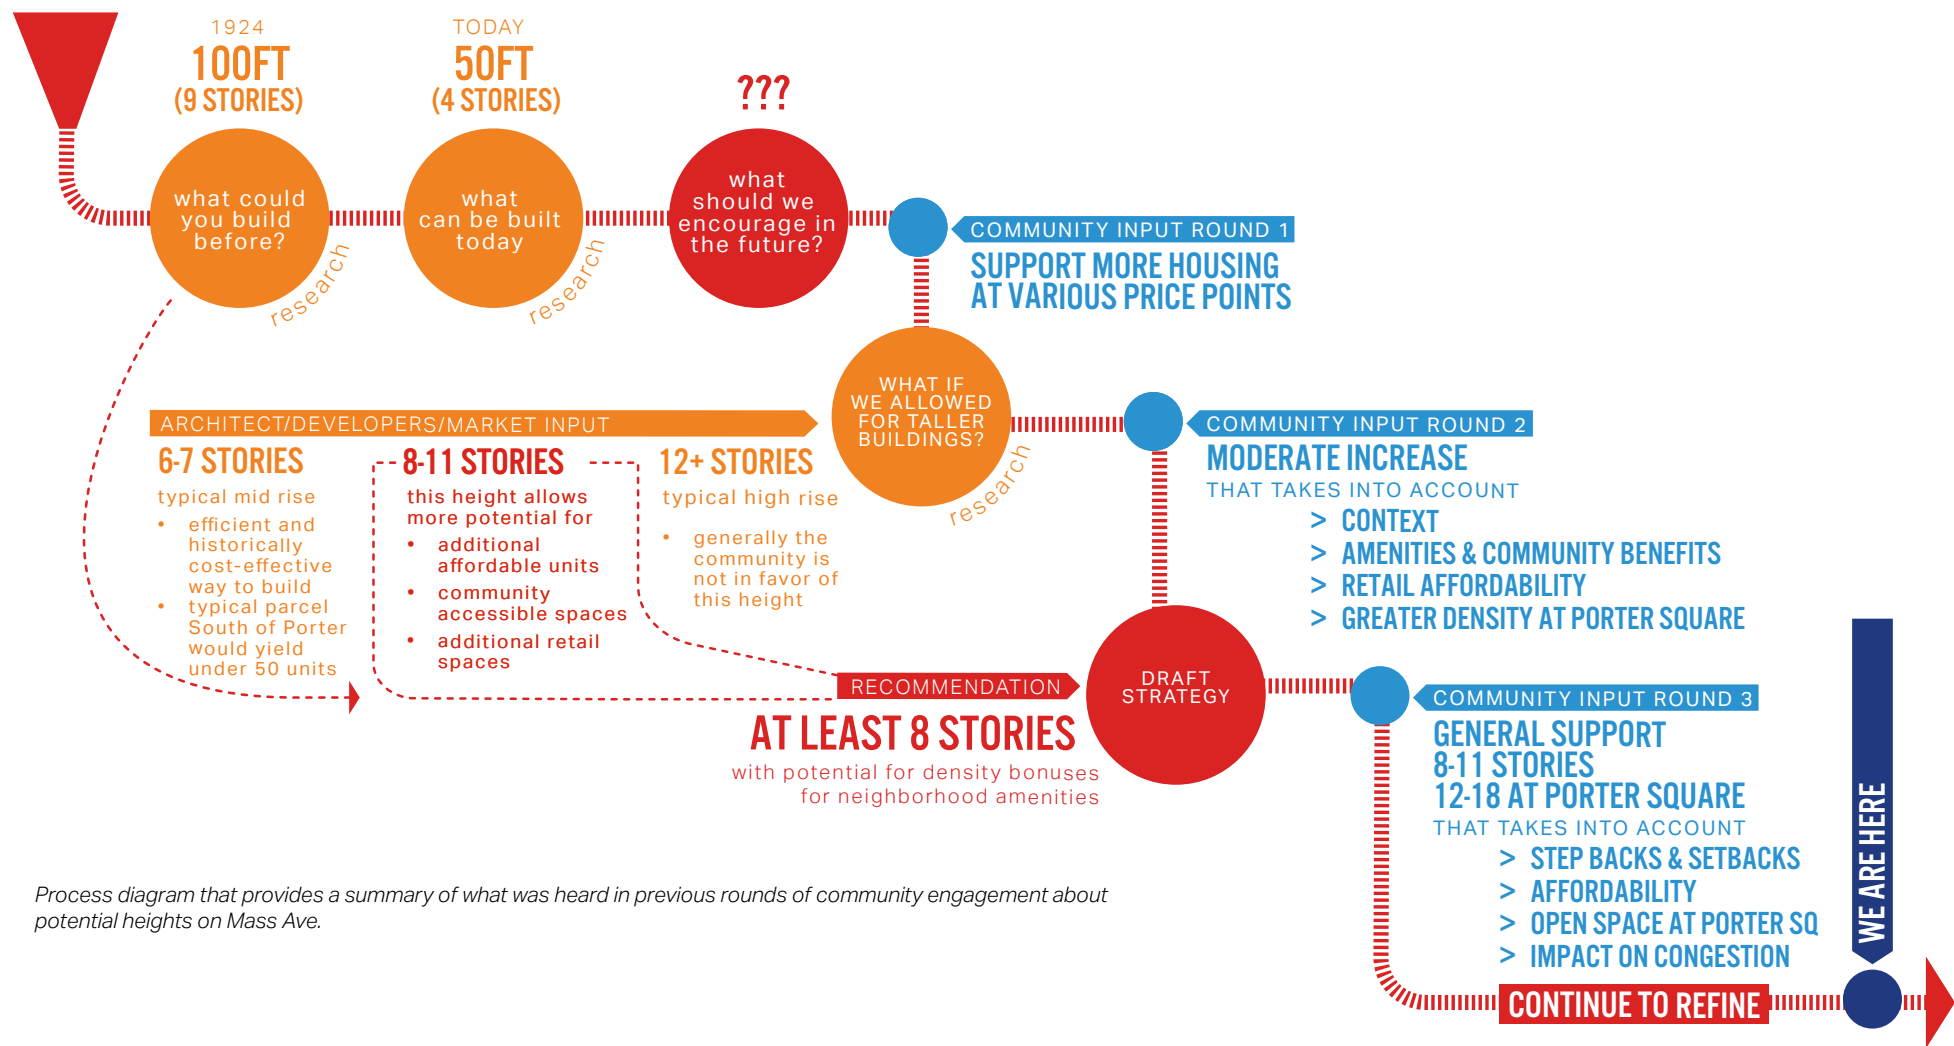 1924
100FT
(9 STORIES)
what could
you build
before?
research
TODAY
50FT
(4 STORIES)
what
can be built
today
research
???
what
should we
encourage in
the future?
COMMUNITY INPUT ROUND 1
SUPPORT MORE HOUSING
AT VARIOUS PRICE POINTS
WHAT IF
WE ALLOWED
FOR TALLER
BUILDINGS?
research
ARCHITECT/DEVELOPERS/MARKET INPUT
6-7 STORIES
typical mid rise
• efficient and
historically
cost-effective
way to build
• typical parcel
South of Porter
would yield
under 50 units
8-11 STORIES
this height allows
more potential for
• additional
affordable units
• community
accessible spaces
• additional retail
spaces
12+ STORIES
typical high rise
• generally the
community is
not in favor of
this height
COMMUNITY INPUT ROUND 2
MODERATE INCREASE
THAT TAKES INTO ACCOUNT
> CONTEXT
> AMENITIES & COMMUNITY BENEFITS
> RETAIL AFFORDABILITY
> GREATER DENSITY AT PORTER SQUARE
RECOMMENDATION
AT LEAST 8 STORIES
with potential for density bonuses
for neighborhood amenities
DRAFT
STRATEGY
COMMUNITY INPUT ROUND 3
GENERAL SUPPORT
8-11 STORIES
12-18 AT PORTER SQUARE
THAT TAKES INTO ACCOUNT
> STEP BACKS & SETBACKS
> AFFORDABILITY
> OPEN SPACE AT PORTER SQ
> IMPACT ON CONGESTION
WE ARE HERE
CONTINUE TO REFINE
Process diagram that provides a summary of what was heard in previous rounds of community engagement about
potential heights on Mass Ave.